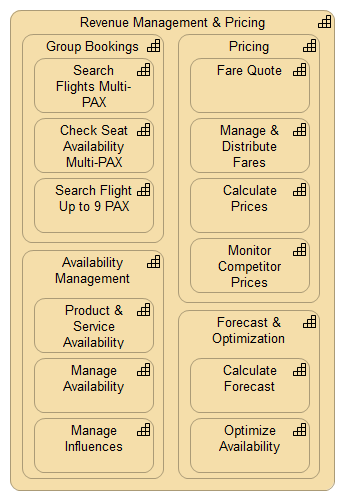 Revenue Management & Pricing
Group Bookings
Search
Flights Multi-
PAX
Check Seat
Availability
Multi-PAX
Search Flight
Up to 9 PAX
Availability
Management
Product &
Service
Availability
Manage
Availability
Manage
Influences
Pricing
Fare Quote
Manage &
Distribute
Fares
Calculate
Prices
Monitor
Competitor
Prices
Forecast &
Optimization
Calculate
Forecast
Optimize
Availability